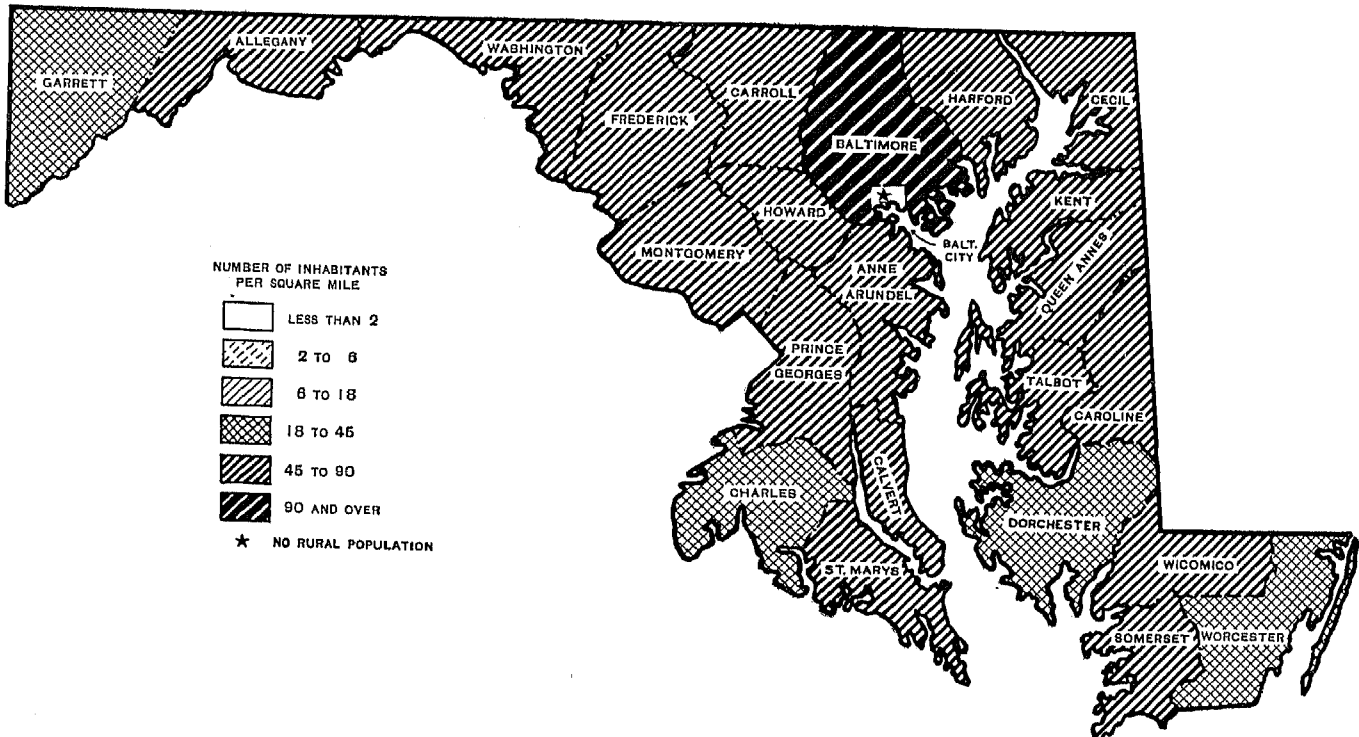 GARRETT
ALLEGANY
WASHINGTON
FREDERICK
CARROLL
BALTIMORE
HARFORD
CECIL
KENT
HOWARD
MONTGOMERY
BALT.
CITY
QUEEN ANNES
ANNE
ARUNDEL
PRINCE
GEORGES
TALBOT
CAROLINE
CALVERT
CHARLES
ST. MARYS
DORCHESTER
WICOMICO
SOMERSET
WORCESTER
NUMBER OF INHABITANTS
PER SQUARE MILE
LESS THAN 2
2 TO 6
6 TO 18
18 TO 45
45 TO 90
90 AND OVER
★ NO RURAL POPULATION